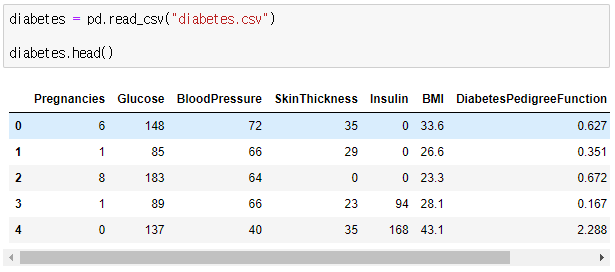 diabetes = pd.read_csv("diabetes.csv")
diabetes.head()
Pregnancies Glucose BloodPressure SkinThickness Insulin BMI DiabetesPedigreeFunction
0 6 148 72 35 0 33.6 0.627
1 1 85 66 29 0 26.6 0.351
2 8 183 64 0 0 23.3 0.672
3 1 89 66 23 94 28.1 0.167
4 0 137 40 35 168 43.1 2.288